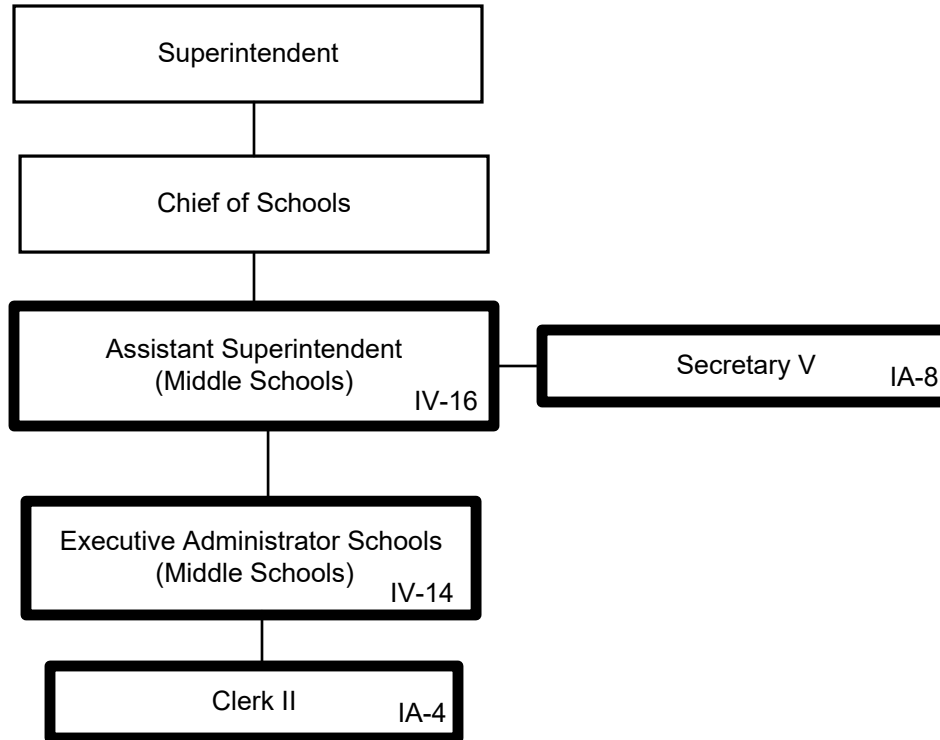 Superintendent
Chief of Schools
Assistant Superintendent
(Middle Schools)
IV-16
Secretary V
IA-8
Executive Administrator Schools
(Middle Schools)
IV-14
Clerk II
IA-4